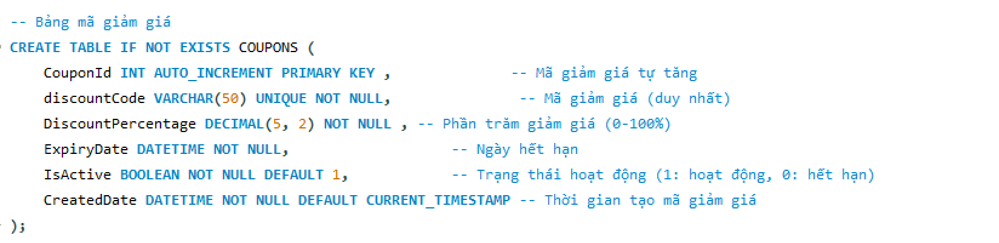 -- Bảng mã giảm giá
CREATE TABLE IF NOT EXISTS COUPONS (
CouponId INT AUTO_INCREMENT PRIMARY KEY , -- Mã giảm giá tự tăng
discountCode VARCHAR(50) UNIQUE NOT NULL, -- Mã giảm giá (duy nhất)
DiscountPercentage DECIMAL(5, 2) NOT NULL , -- Phần trăm giảm giá (0-100%)
ExpiryDate DATETIME NOT NULL, -- Ngày hết hạn
IsActive BOOLEAN NOT NULL DEFAULT 1, -- Trạng thái hoạt động (1: hoạt động, 0: hết hạn)
CreatedDate DATETIME NOT NULL DEFAULT CURRENT_TIMESTAMP -- Thời gian tạo mã giảm giá
);